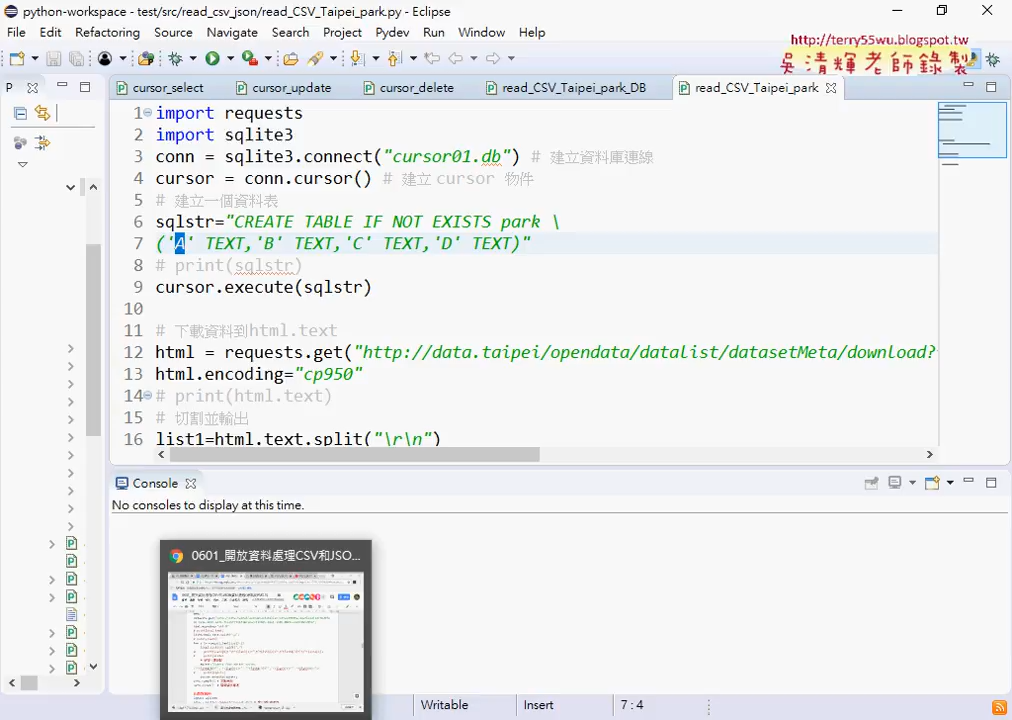 python-workspace - test/src/read_csv_json/read_CSV_Taipei_park.py - Eclipse
File Edit Refactoring Source Navigate Search Project Pydev Run Window Help
http://terry55wu.blogspot.tw
吳清輝老師錄製
P
cursor_select cursor_update cursor_delete read_CSV_Taipei_park_DB read_CSV_Taipei_park
1 import requests
2 import sqlite3
3 conn = sqlite3.connect("cursor01.db") # 建立資料庫連線
4 cursor = conn.cursor() # 建立 cursor 物件
5 # 建立一個資料表
6 sqlstr="CREATE TABLE IF NOT EXISTS park \
7 ('A' TEXT,'B' TEXT,'C' TEXT,'D' TEXT)"
8 # print(sqlstr)
9 cursor.execute(sqlstr)
10
11 # 下載資料到html.text
12 html = requests.get("http://data.taipei/opendata/datalist/datasetMeta/download?
13 html.encoding="cp950"
14 # print(html.text)
15 # 切割並輸出
16 list1=html.text.split("\r\n")
Console
No consoles to display at this time.
0601_開放資料處理CSV和JSO...
Writable Insert 7 : 4